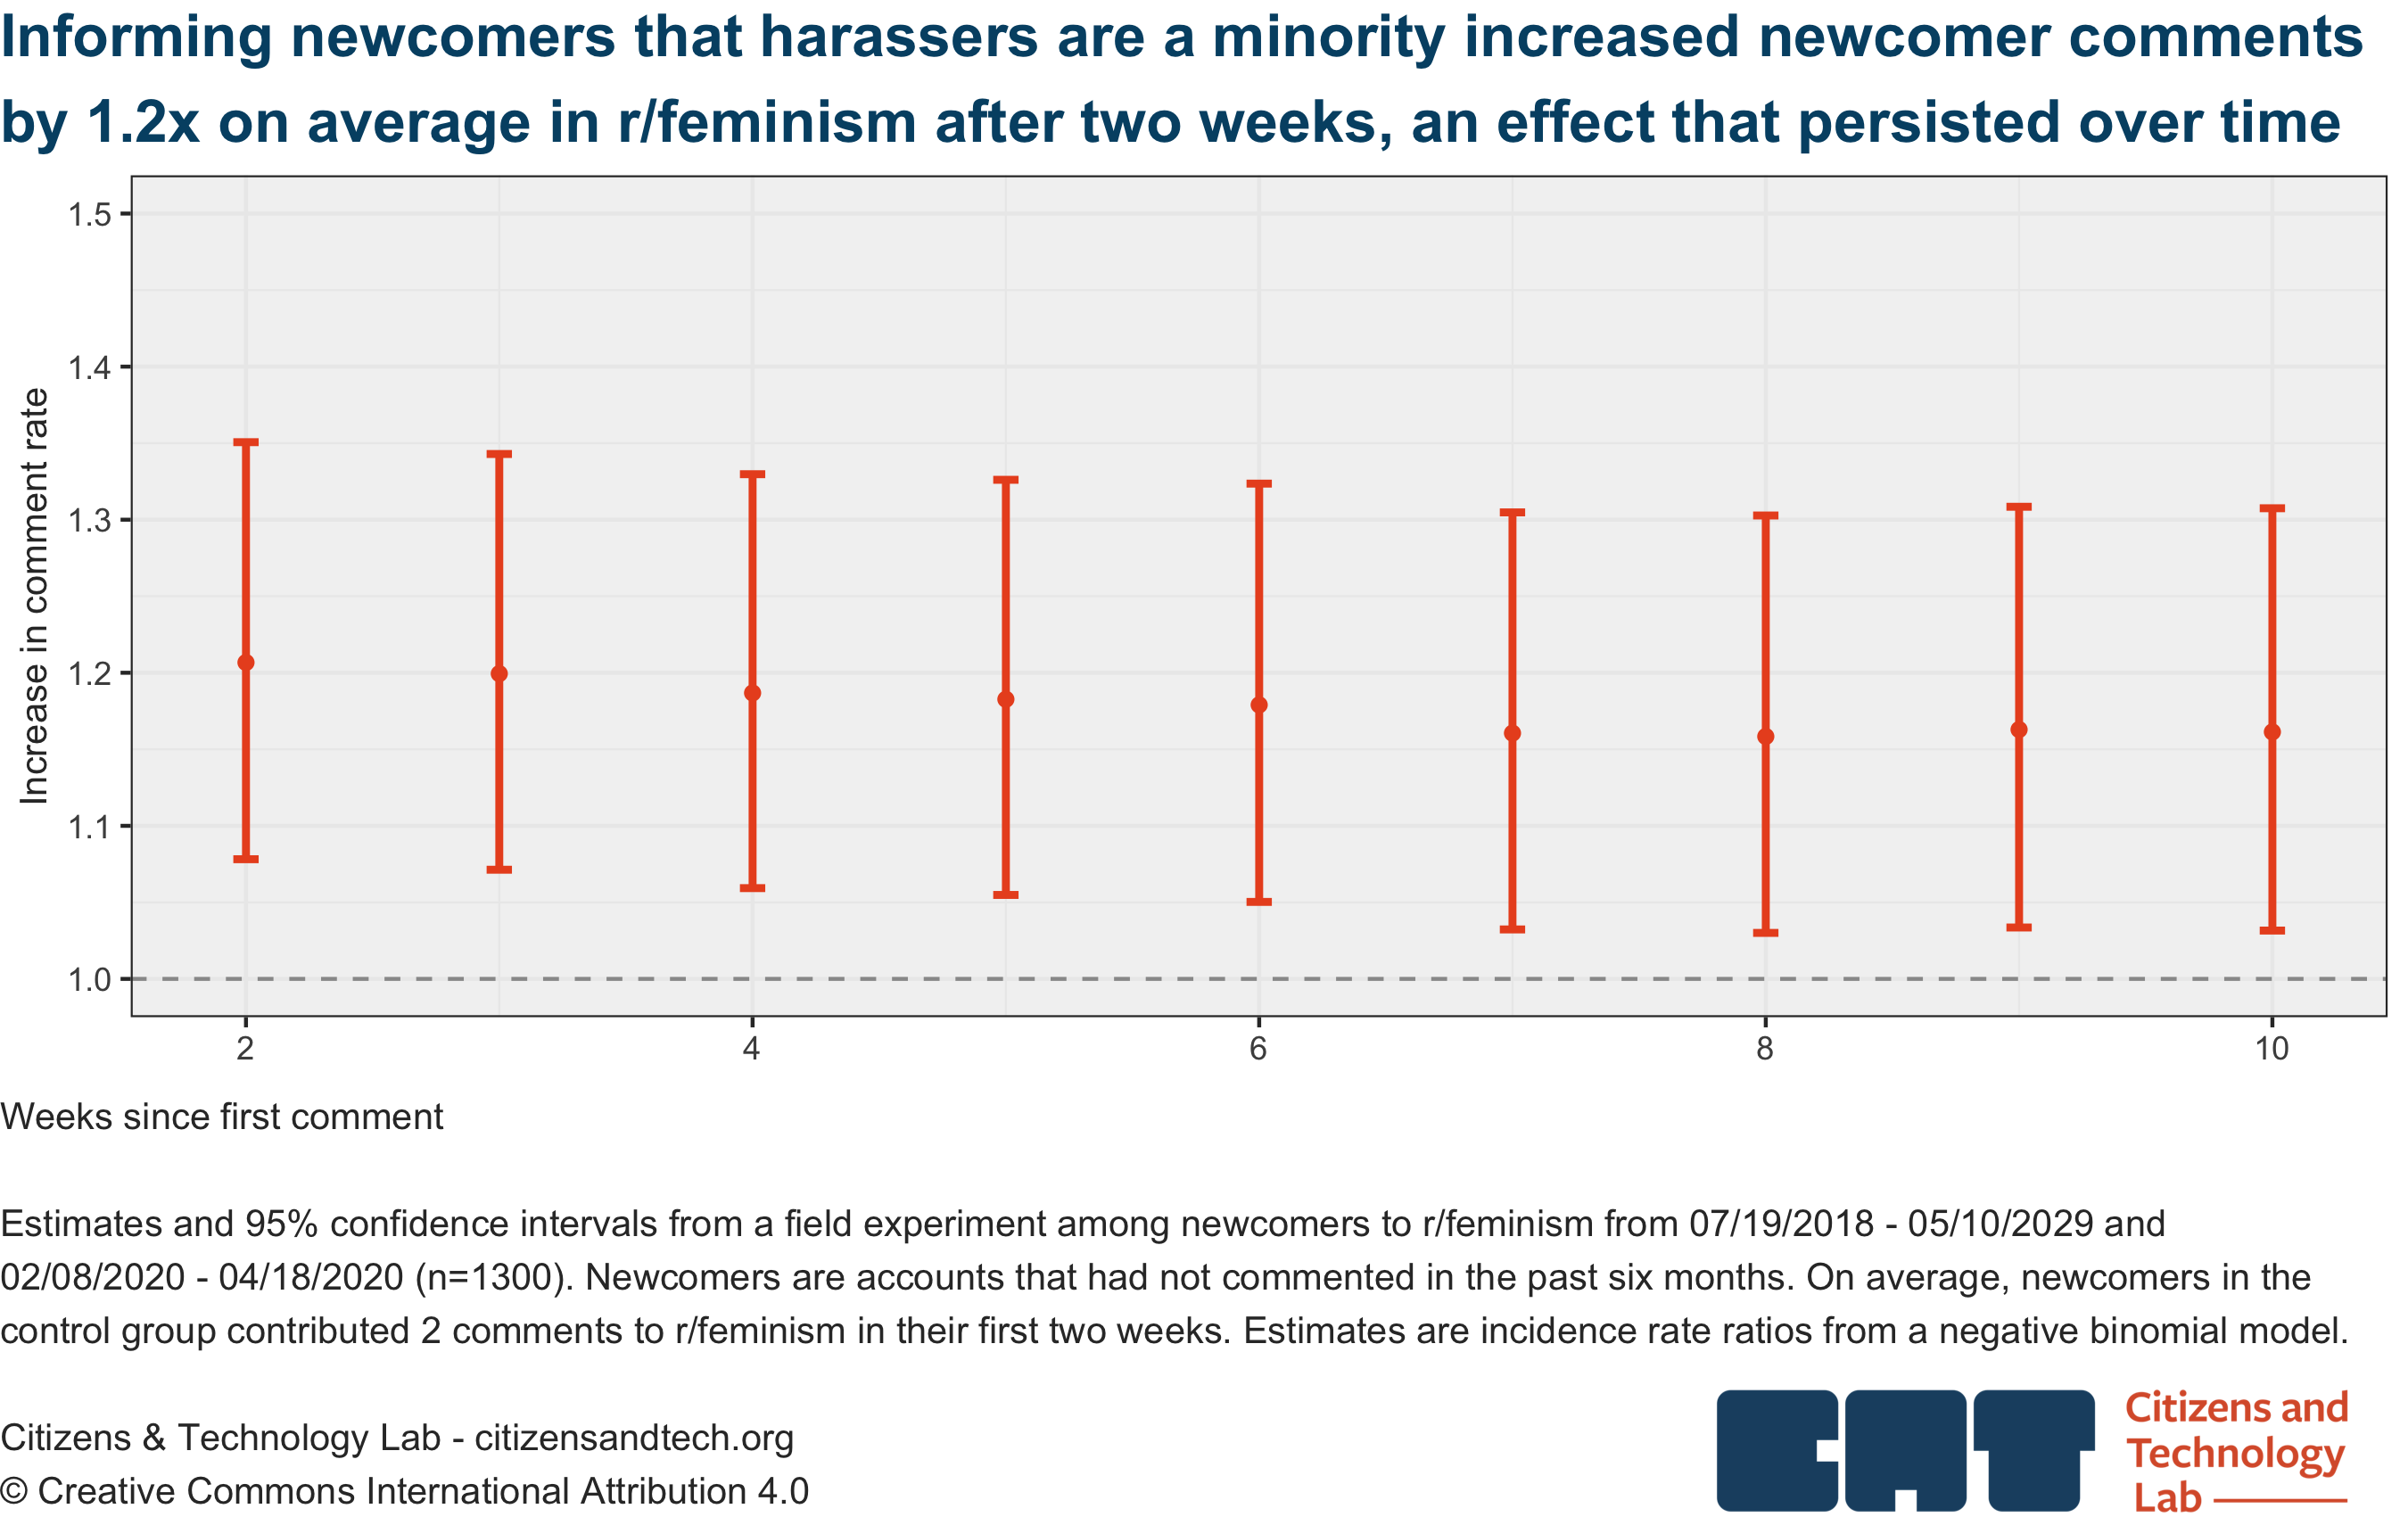 Informing newcomers that harassers are a minority increased newcomer comments
by 1.2x on average in r/feminism after two weeks, an effect that persisted over time
Increase in comment rate
1.5
1.4
1.3
1.2
1.1
1.0
2 4 6 8 10
Weeks since first comment
Estimates and 95% confidence intervals from a field experiment among newcomers to r/feminism from 07/19/2018 - 05/10/2029 and
02/08/2020 - 04/18/2020 (n=1300). Newcomers are accounts that had not commented in the past six months. On average, newcomers in the
control group contributed 2 comments to r/feminism in their first two weeks. Estimates are incidence rate ratios from a negative binomial model.
Citizens & Technology Lab - citizensandtech.org
© Creative Commons International Attribution 4.0
CAT
Citizens and
Technology
Lab